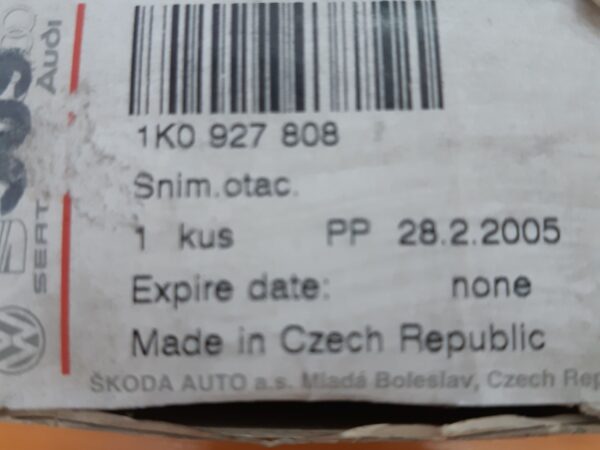 1K0 927 808
Snim.otac.
1 kus PP 28.2.2005
Expire date: none
Made in Czech Republic
ŠKODA AUTO a.s. Mladá Boleslav, Czech Rep
Audi
SEAT